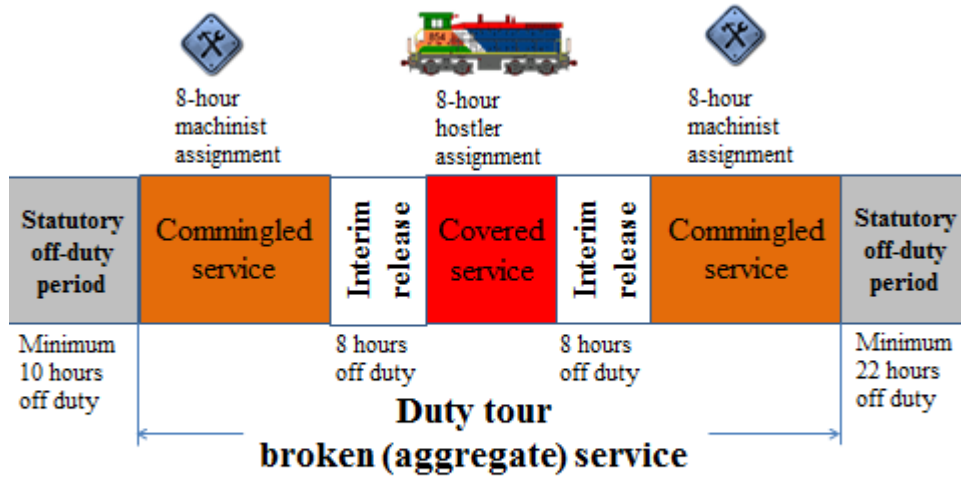 854
8-hour
machinist
assignment
8-hour
hostler
assignment
8-hour
machinist
assignment
Statutory
off-duty
period
Commingled
service
Interim
release
Covered
service
Interim
release
Commingled
service
Statutory
off-duty
period
Minimum
10 hours
off duty
8 hours
off duty
8 hours
off duty
Minimum
22 hours
off duty
Duty tour
broken (aggregate) service